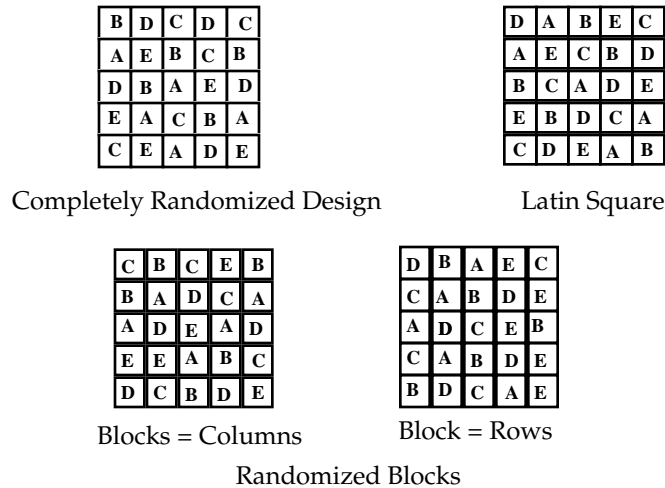 B D C D C
A E B C B
D B A E D
E A C B A
C E A D E
Completely Randomized Design
D A B E C
A E C B D
B C A D E
E B D C A
C D E A B
Latin Square
C B C E B
B A D C A
A D E A D
E E A B C
D C B D E
Blocks = Columns
D B A E C
C A B D E
A D C E B
C A B D E
B D C A E
Block = Rows
Randomized Blocks